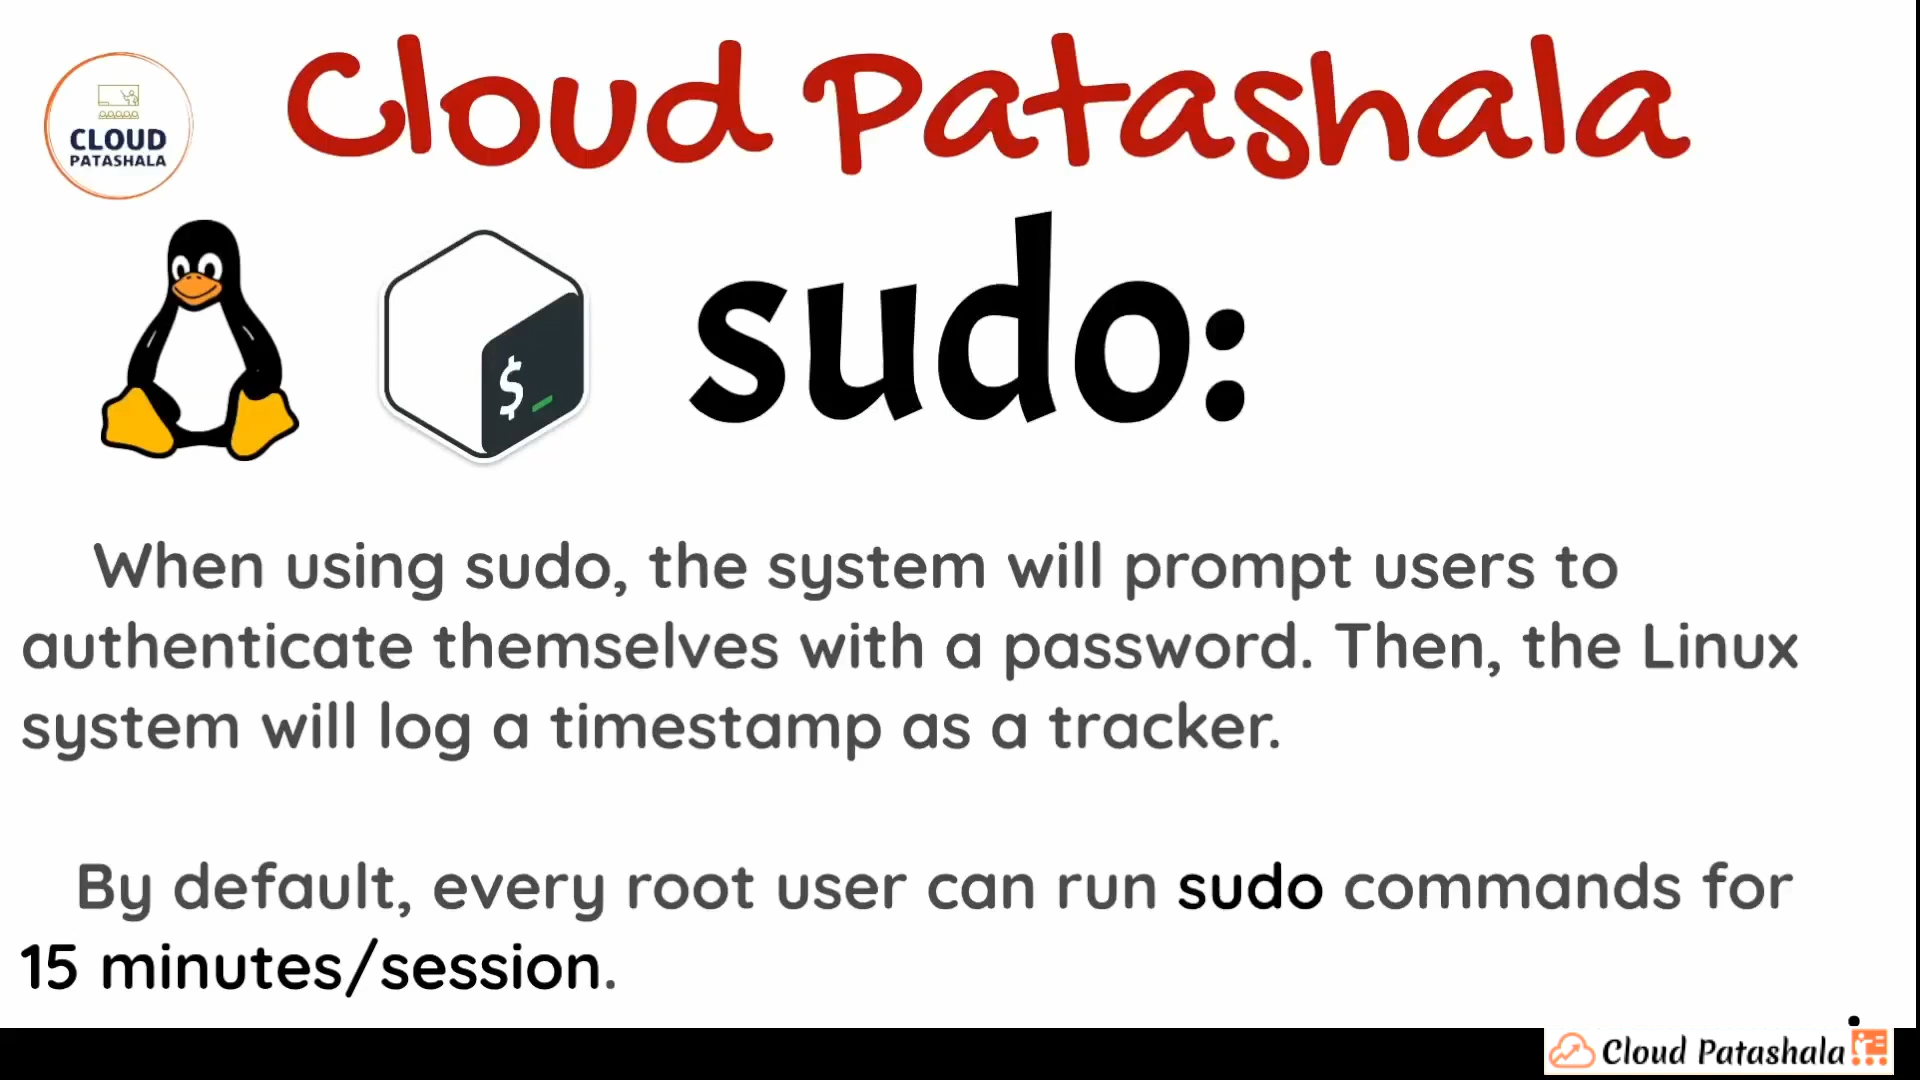 CLOUD
PATASHALA
Cloud Patashala
$_
sudo:
When using sudo, the system will prompt users to
authenticate themselves with a password. Then, the Linux
system will log a timestamp as a tracker.
By default, every root user can run sudo commands for
15 minutes/session.
Cloud Patashala